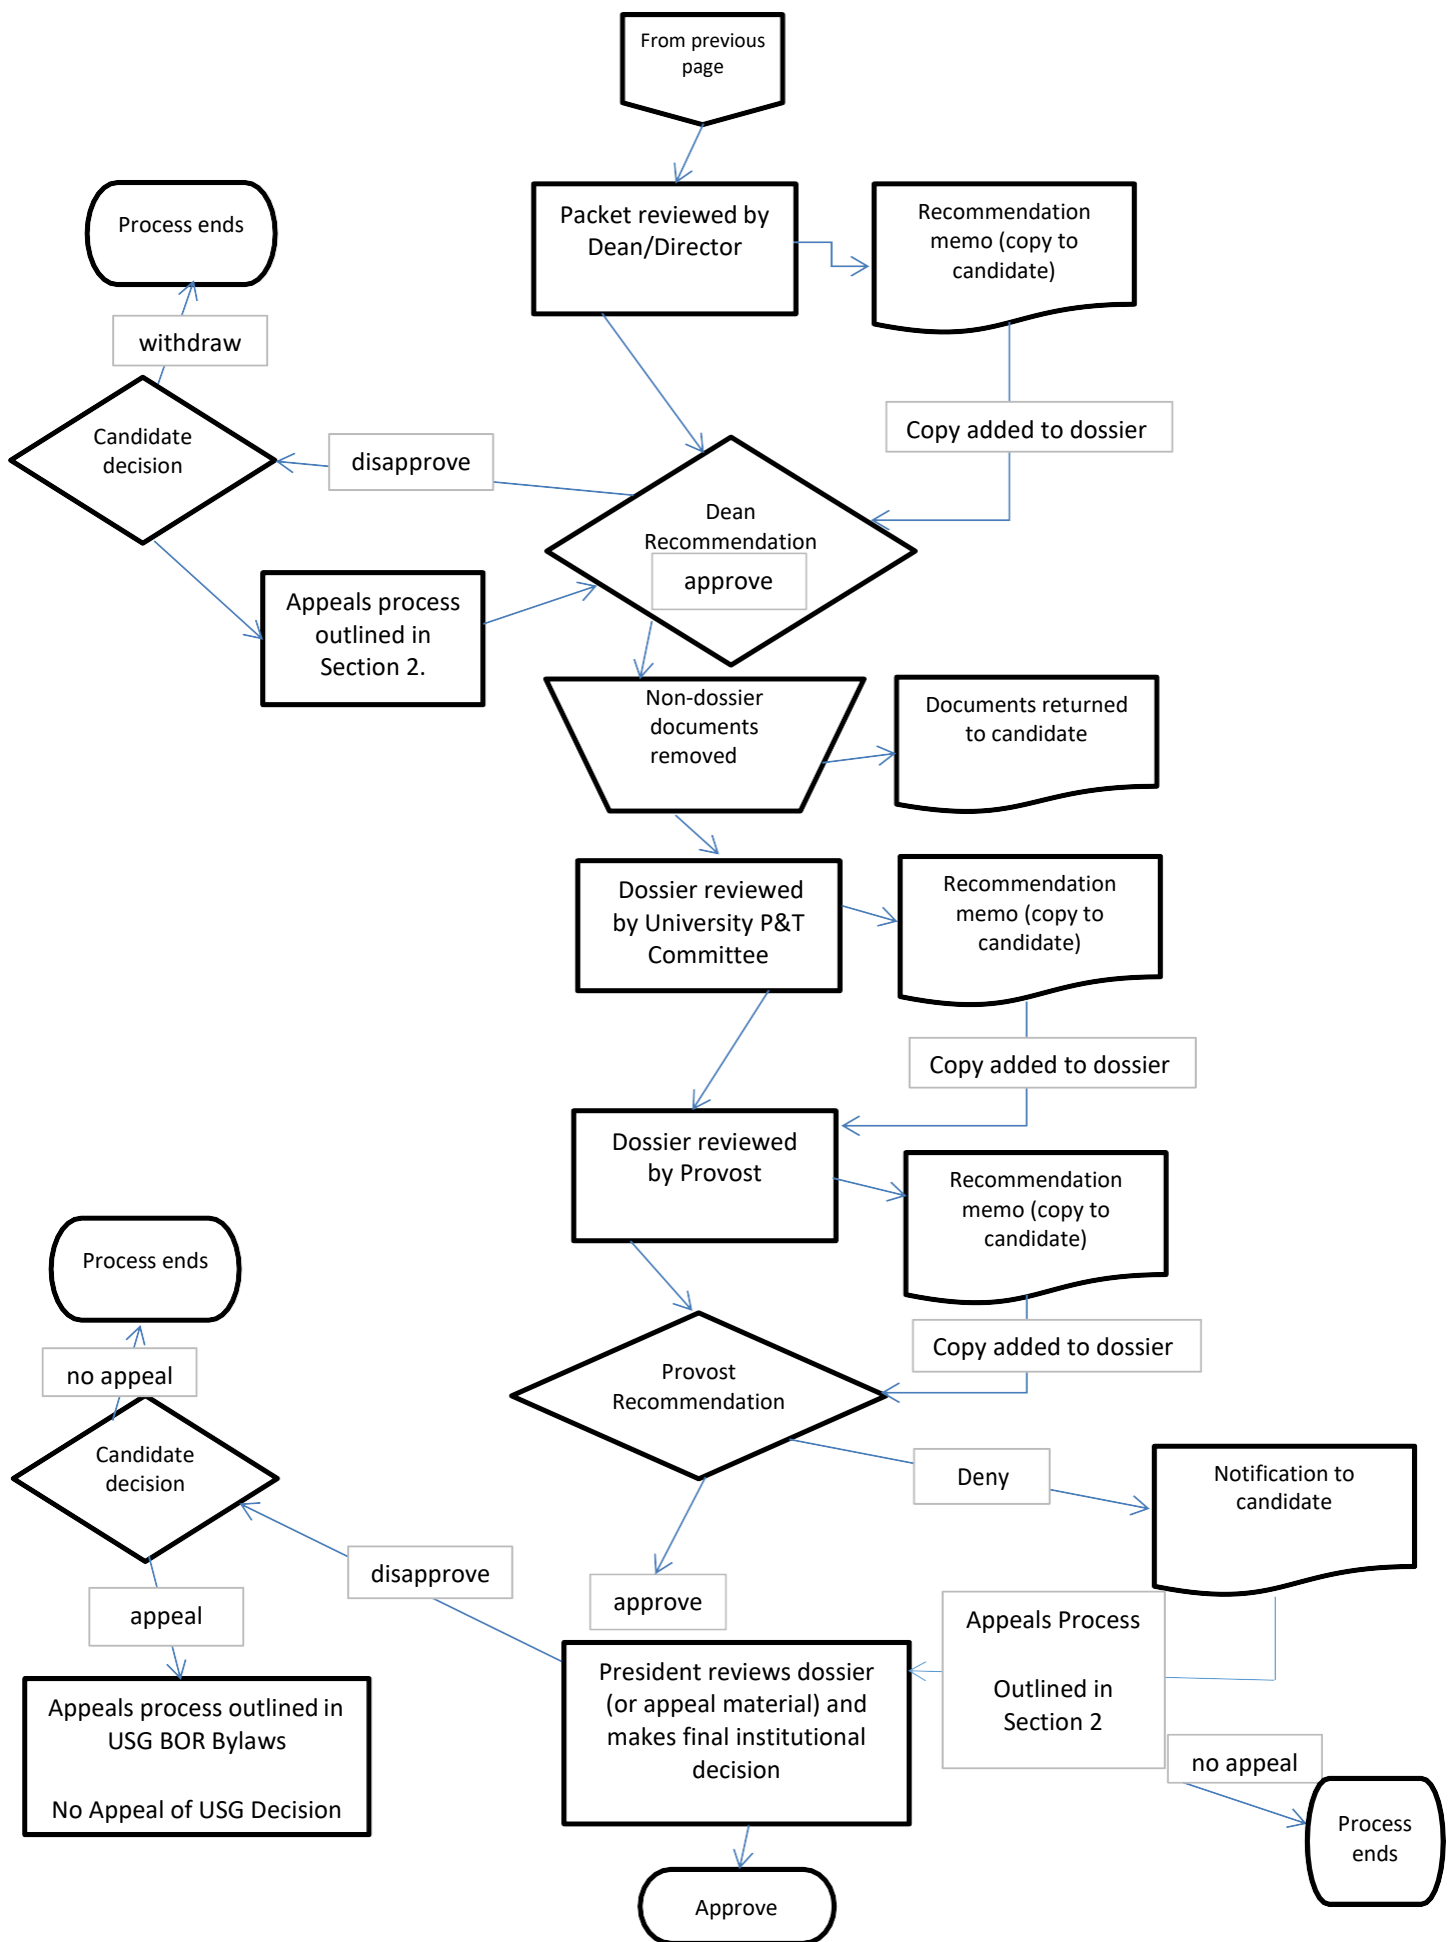 From previous
page
Process ends
Packet reviewed by
Dean/Director
Recommendation
memo (copy to
candidate)
withdraw
Candidate
decision
disapprove
Copy added to dossier
Dean
Recommendation
approve
Appeals process
outlined in
Section 2.
Non-dossier
documents
removed
Documents returned
to candidate
Dossier reviewed
by University P&T
Committee
Recommendation
memo (copy to
candidate)
Copy added to dossier
Dossier reviewed
by Provost
Recommendation
memo (copy to
candidate)
Process ends
Copy added to dossier
no appeal
Provost
Recommendation
Candidate
decision
Deny
Notification to
candidate
disapprove
approve
appeal
Appeals Process
Outlined in
Section 2
President reviews dossier
(or appeal material) and
makes final institutional
decision
Appeals process outlined in
USG BOR Bylaws
No Appeal of USG Decision
no appeal
Process
ends
Approve